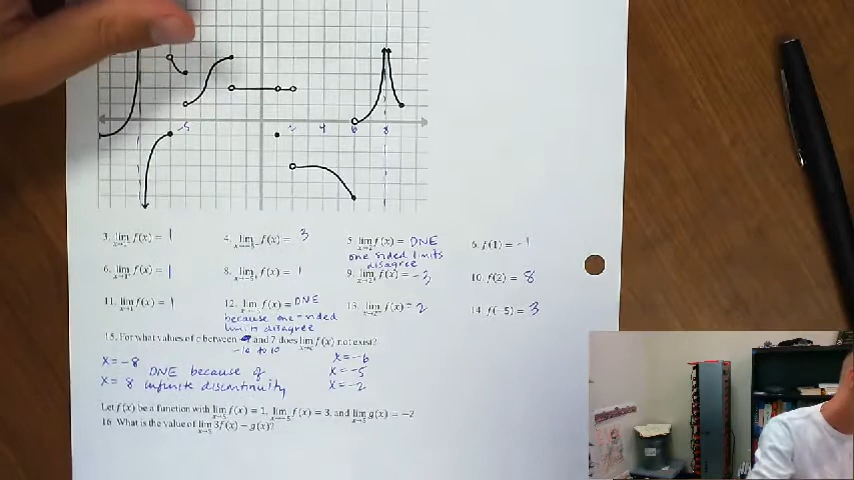 -5 2 4 6 8
3. lim f(x) = 1 4. lim f(x) = 3 5. lim f(x) = DNE 6. f(1) = -1
one sided limits
disagree
6. lim f(x) = 1 8. lim f(x) = 1 9. lim f(x) = -3 10. f(2) = 8
11. lim f(x) = 1 12. lim f(x) = DNE 13. lim f(x) = 2 14. f(-5) = 3
because one-sided
limits disagree
15. For what values of c between and 7 does lim f(x) not exist?
-10 to 10
x = -8 x = -6
DNE because of x = -5
x = 8 infinite discontinuity x = -2
Let f(x) be a function with lim f(x) = 1, lim f(x) = 3, and lim g(x) = -2
16. What is the value of lim 3f(x) - g(x)?